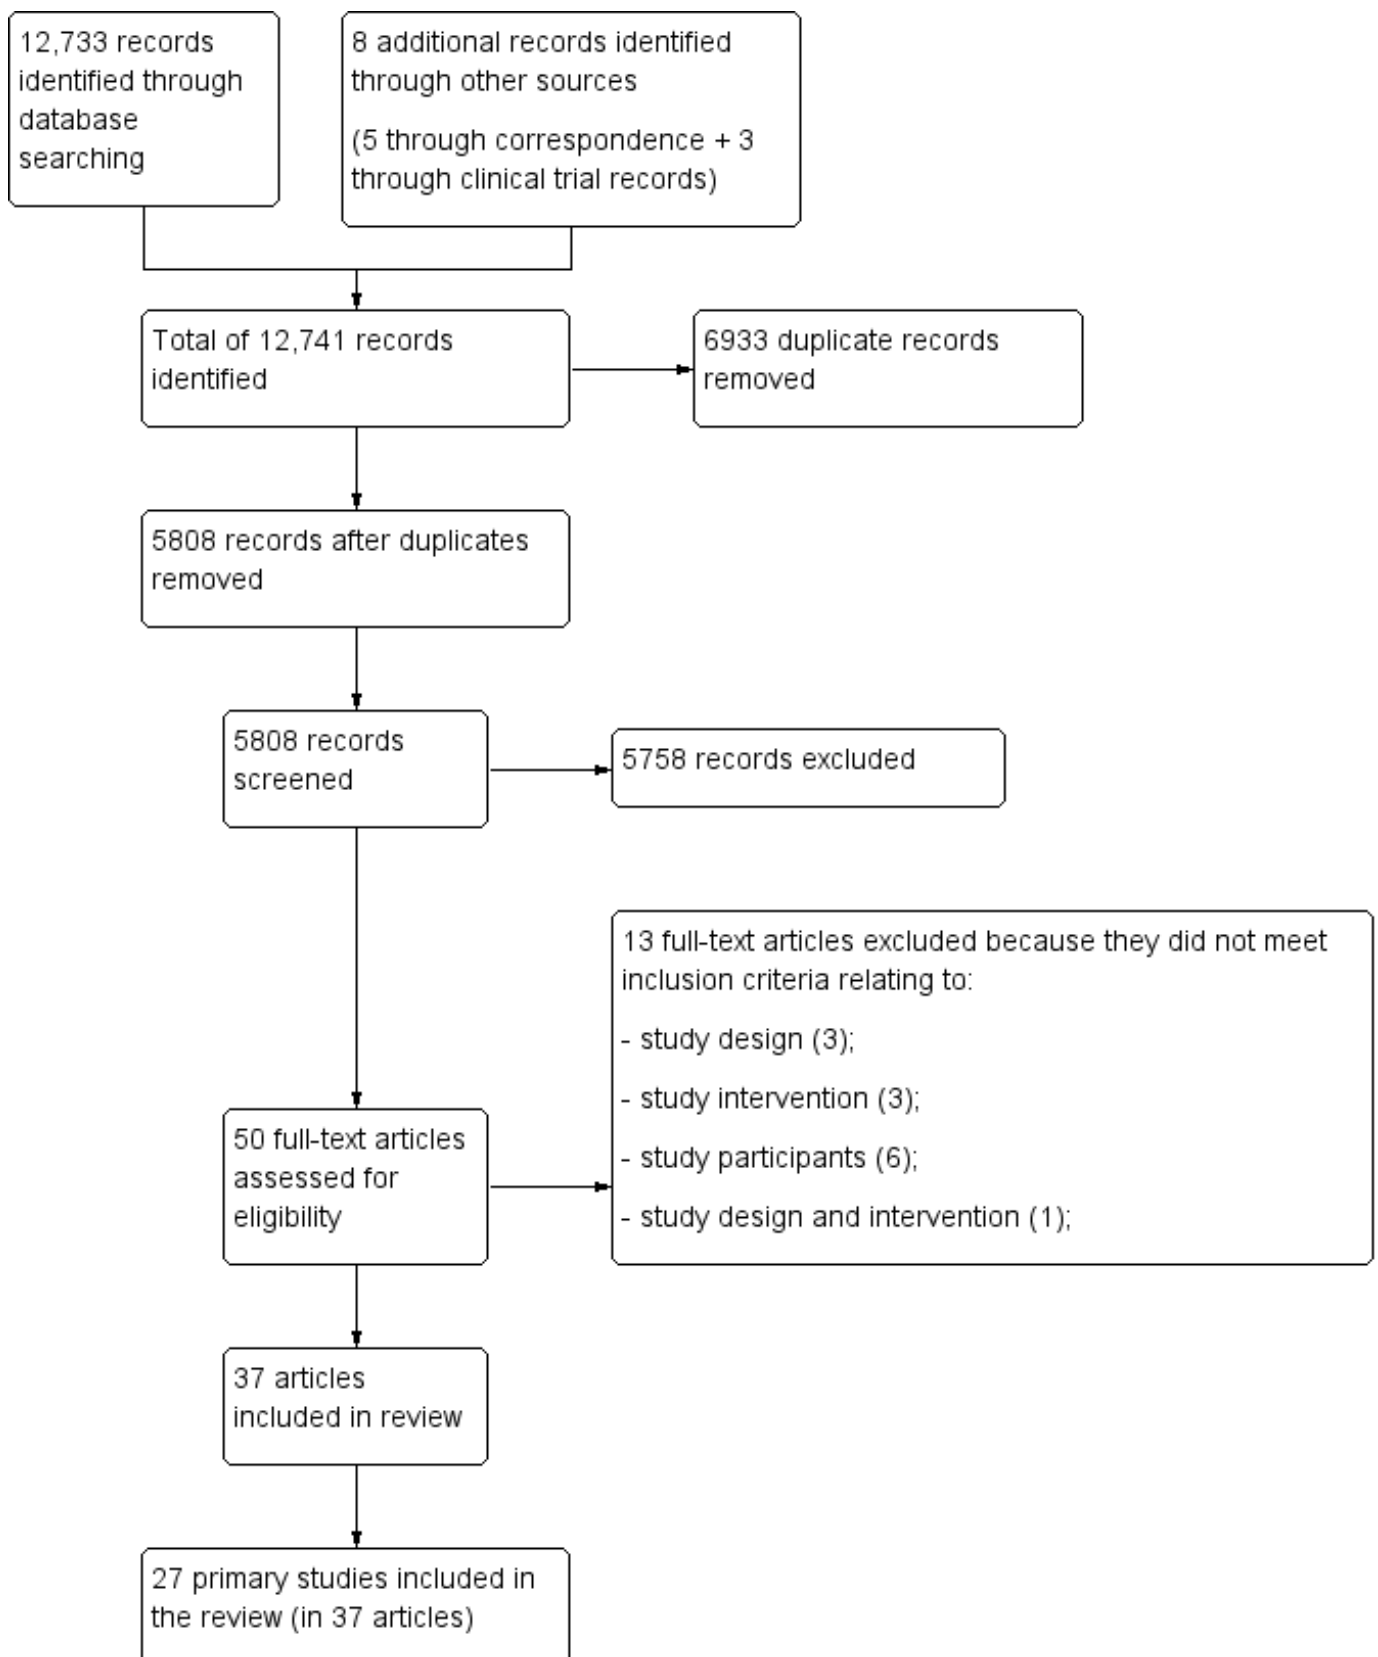 12,733 records
identified through
database
searching
8 additional records identified
through other sources
(5 through correspondence + 3
through clinical trial records)
Total of 12,741 records
identified
6933 duplicate records
removed
5808 records after duplicates
removed
5808 records
screened
5758 records excluded
50 full-text articles
assessed for
eligibility
13 full-text articles excluded because they did not meet
inclusion criteria relating to:
- study design (3);
- study intervention (3);
- study participants (6);
- study design and intervention (1);
37 articles
included in review
27 primary studies included in
the review (in 37 articles)